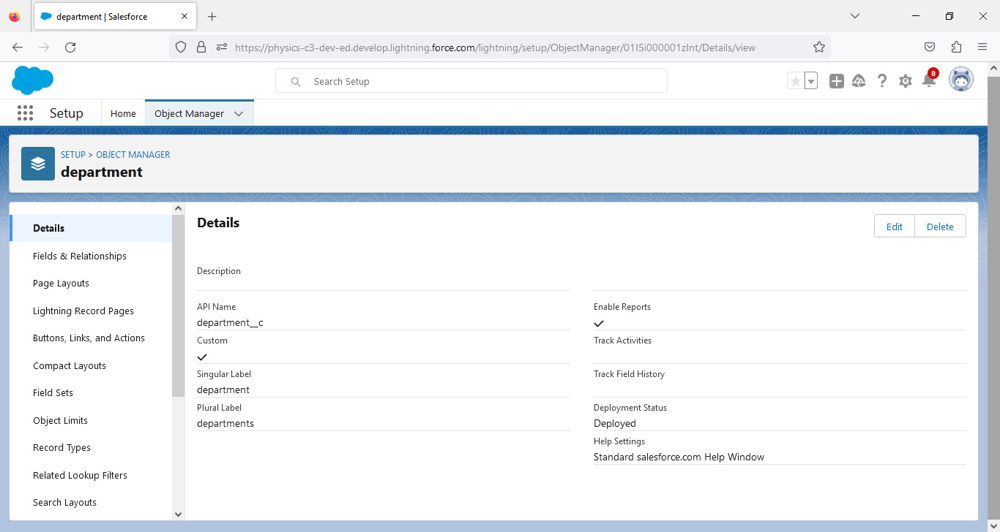 department | Salesforce
https://physics-c3-dev-ed.develop.lightning.force.com/lightning/setup/ObjectManager/01I5i000001zInt/Details/view
Search Setup
8
Setup
Home
Object Manager
SETUP > OBJECT MANAGER
department
Details
Fields & Relationships
Page Layouts
Lightning Record Pages
Buttons, Links, and Actions
Compact Layouts
Field Sets
Object Limits
Record Types
Related Lookup Filters
Search Layouts
Details
Edit
Delete
Description
API Name
department__c
Custom
Singular Label
department
Plural Label
departments
Enable Reports
Track Activities
Track Field History
Deployment Status
Deployed
Help Settings
Standard salesforce.com Help Window